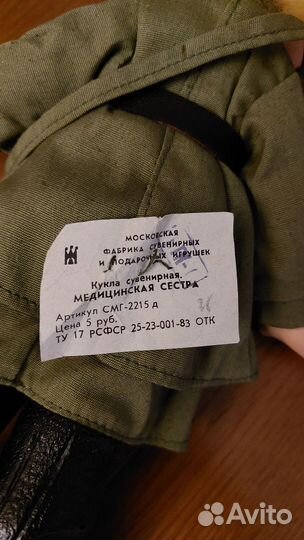 МОСКОВСКАЯ
ФАБРИКА СУВЕНИРНЫХ
И ПОДАРОЧНЫХ ИГРУШЕК
Кукла сувенирная.
МЕДИЦИНСКАЯ СЕСТРА
Артикул СМГ-2215 д
Цена 5 руб.
ТУ 17 РСФСР 25-23-001-83 ОТК
Avito